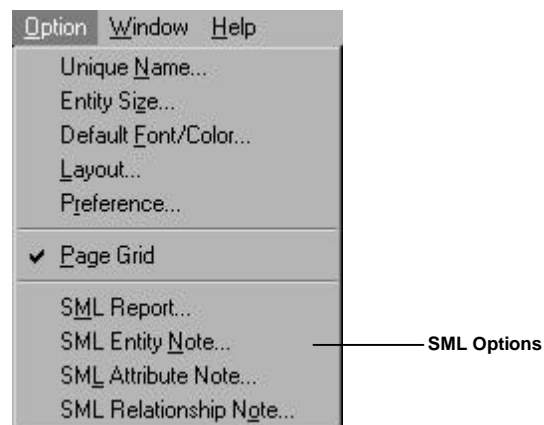 Option Window Help
Unique Name...
Entity Size...
Default Font/Color...
Layout...
Preference...
Page Grid
SML Report...
SML Entity Note...
SML Options
SML Attribute Note...
SML Relationship Note...